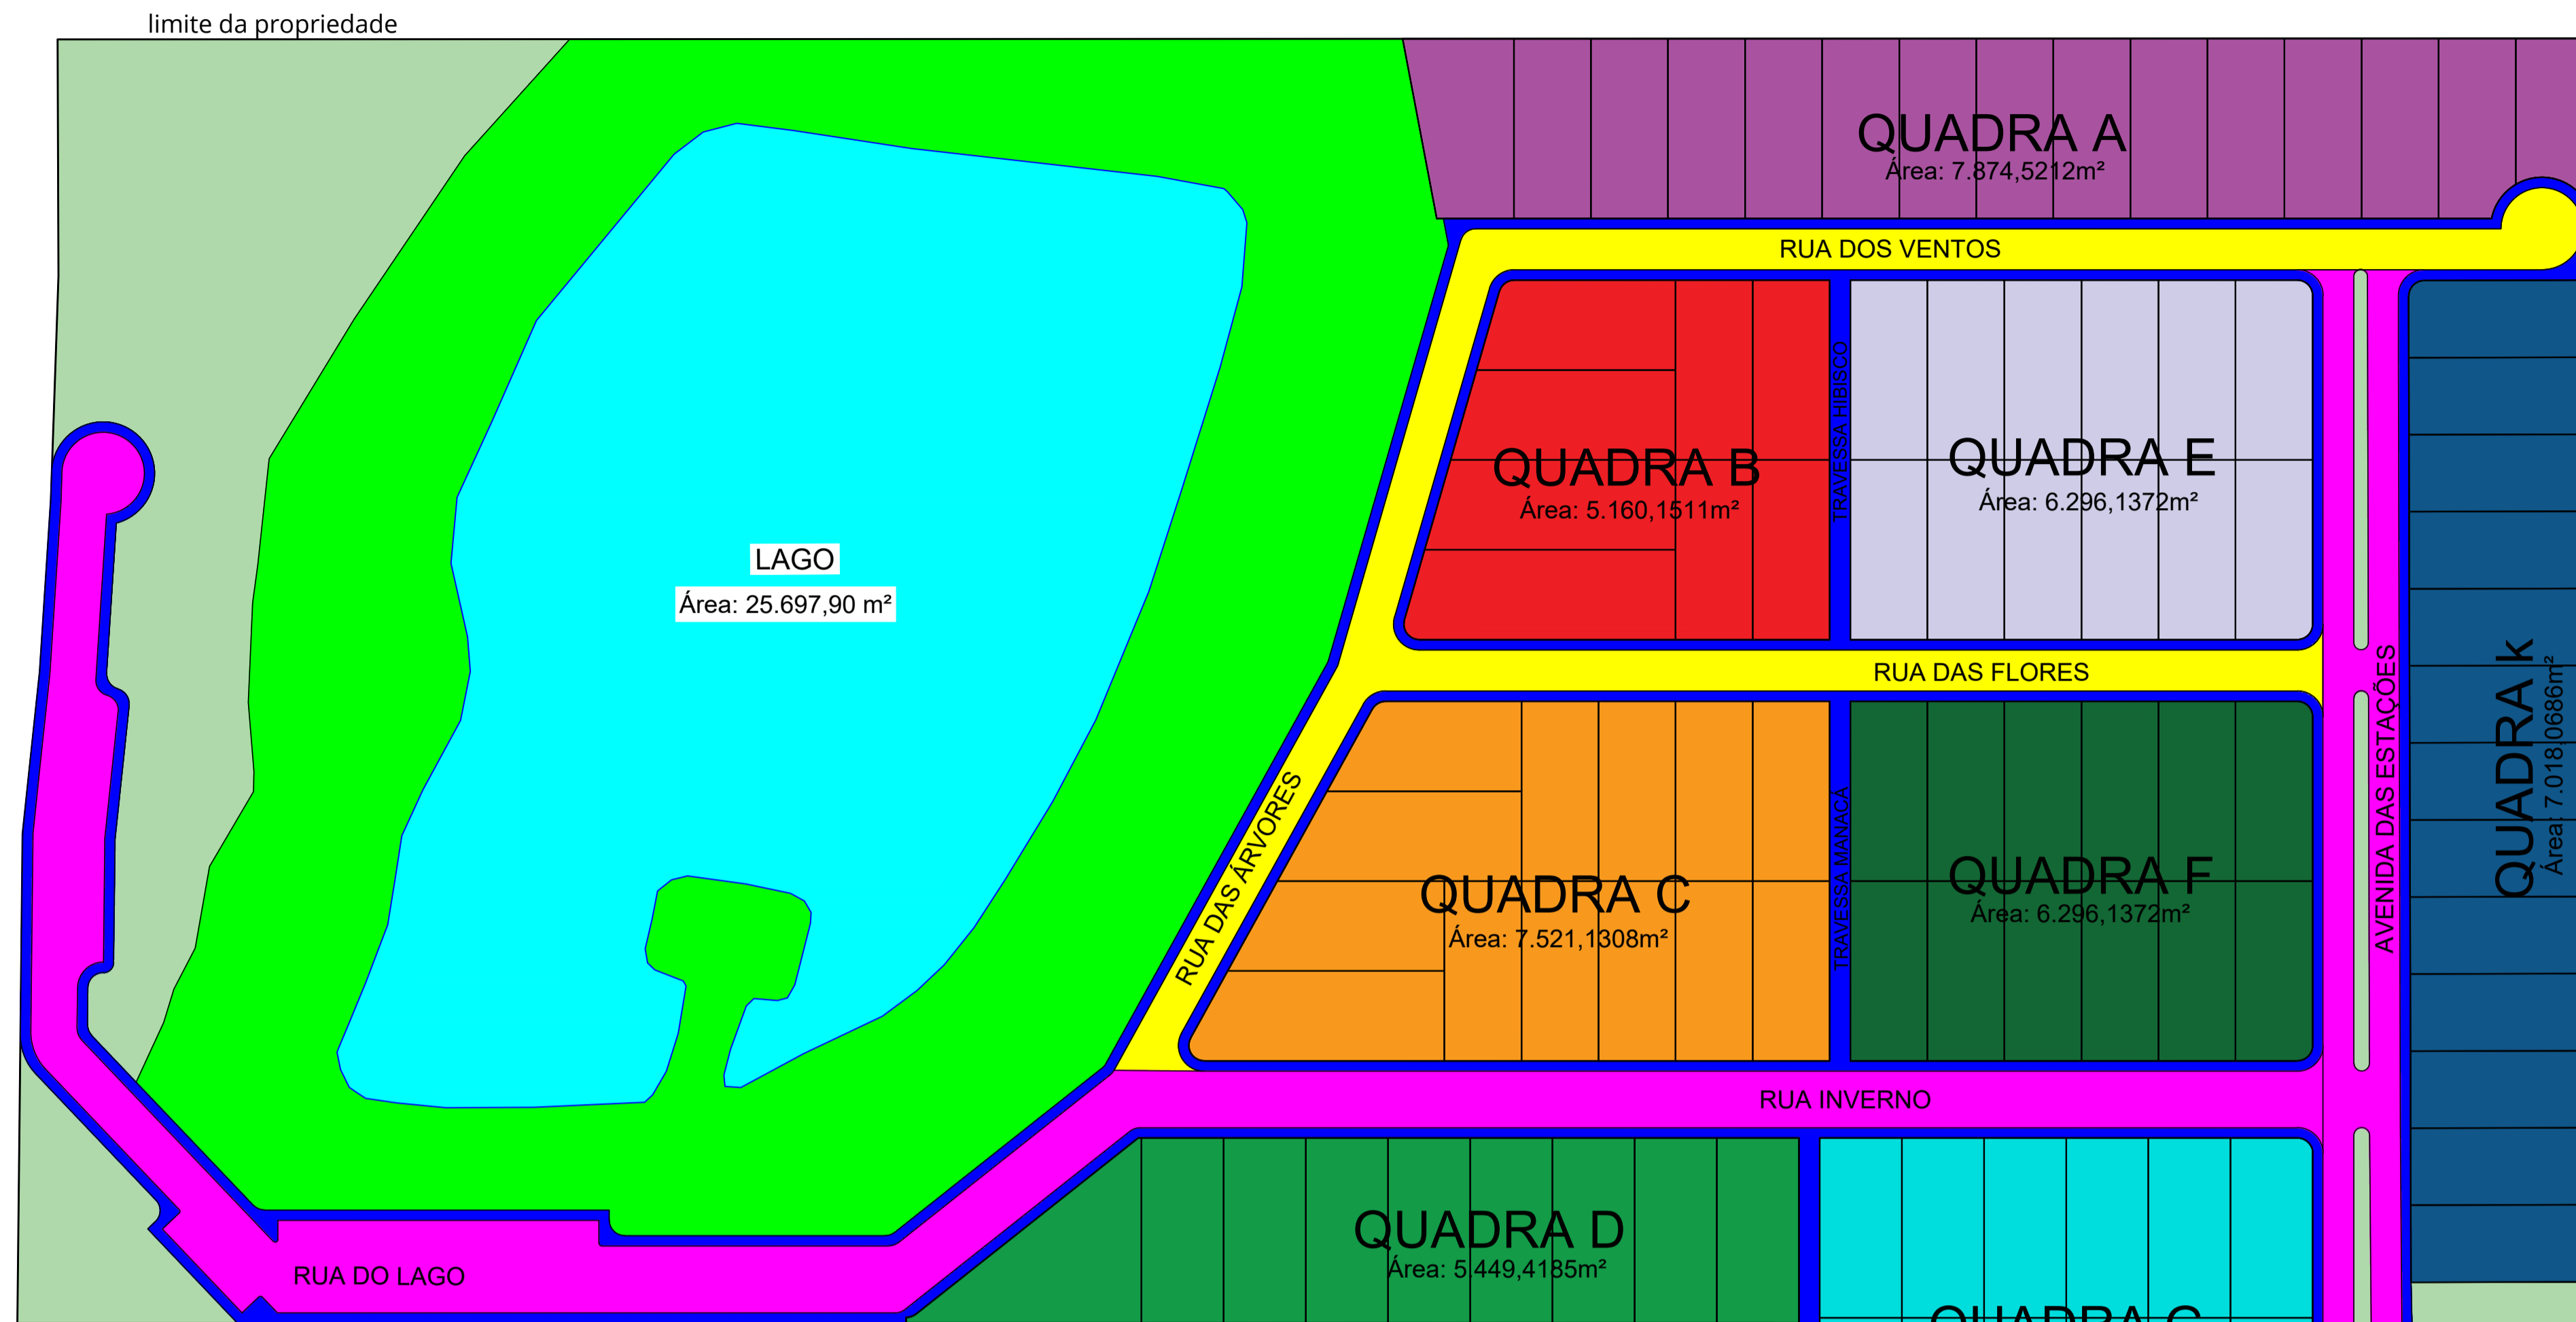 limite da propriedade
QUADRA A
Área: 7.874,5212m²
RUA DOS VENTOS
TRAVESSA HIBISCO
QUADRA B
Área: 5.160,1511m²
QUADRA E
Área: 6.296,1372m²
LAGO
Área: 25.697,90 m²
RUA DAS FLORES
AVENIDA DAS ESTAÇÕES
QUADRA k
Área: 7.018,0686m²
RUA DAS ÁRVORES
TRAVESSA MANACÁ
QUADRA C
Área: 7.521,1308m²
QUADRA F
Área: 6.296,1372m²
RUA INVERNO
QUADRA D
Área: 5.449,4185m²
RUA DO LAGO
QUADRA